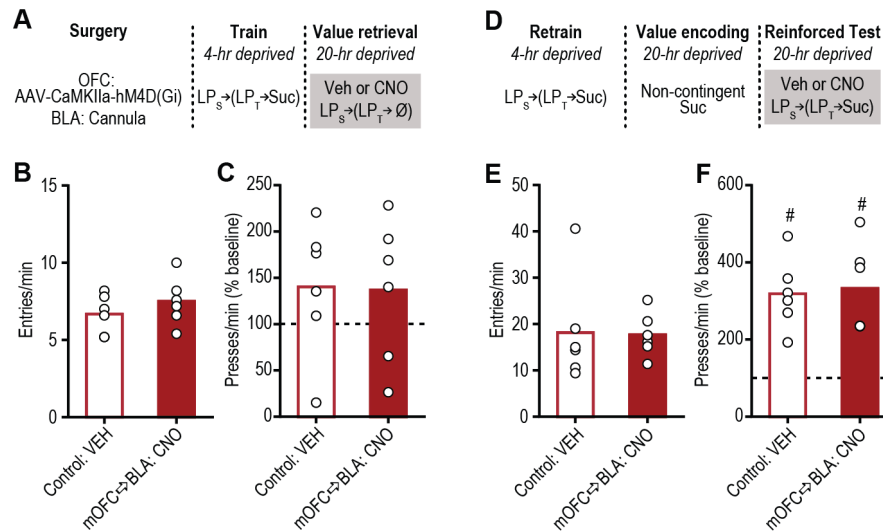 A
Surgery
Train
Value retrieval
4-hr deprived
20-hr deprived
OFC:
AAV-CaMKIIa-hM4D(Gi)
BLA: Cannula
LPS→(LPT→Suc)
Veh or CNO
LPS→(LPT→ Ø)
D
Retrain
Value encoding
Reinforced Test
4-hr deprived
20-hr deprived
20-hr deprived
LPS→(LPT→Suc)
Non-contingent
Suc
Veh or CNO
LPS→(LPT→Suc)
B
Entries/min
15
10
5
0
Control: VEH
mOFC➪BLA: CNO
C
Presses/min (% baseline)
250
200
150
100
50
0
Control: VEH
mOFC➪BLA: CNO
E
Entries/min
50
40
30
20
10
0
Control: VEH
mOFC➪BLA: CNO
F
Presses/min (% baseline)
600
400
200
0
# #
Control: VEH
mOFC➪BLA: CNO